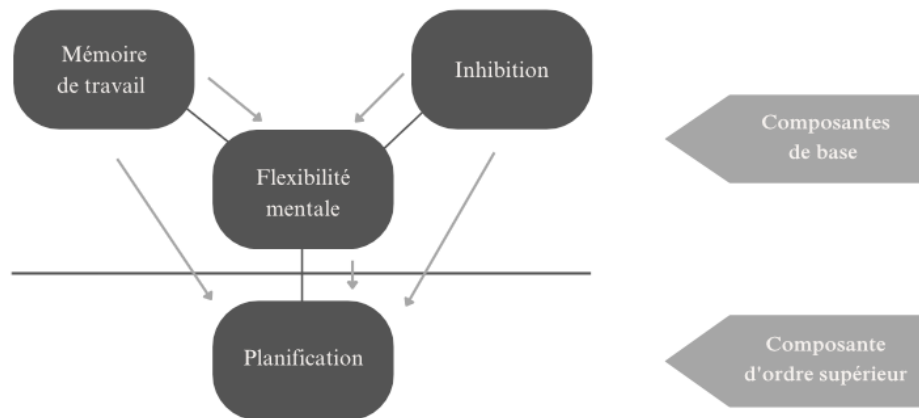 Mémoire
de travail
Inhibition
Composantes
de base
Flexibilité
mentale
Planification
Composante
d'ordre supérieur